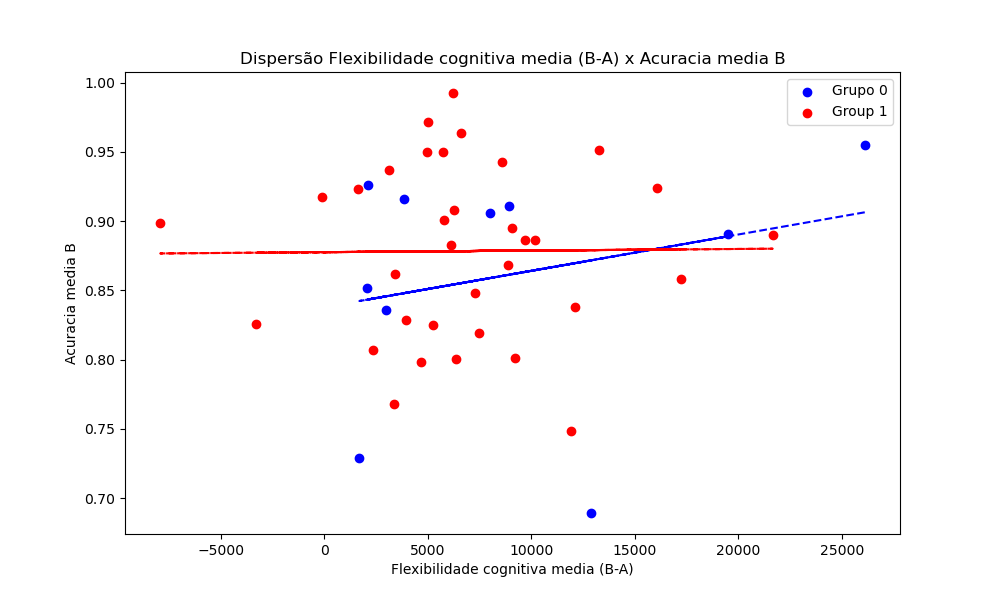 Dispersão Flexibilidade cognitiva media (B-A) x Acuracia media B
Grupo 0
Group 1
Acuracia media B
1.00
0.95
0.90
0.85
0.80
0.75
0.70
−5000
0
5000
10000
15000
20000
25000
Flexibilidade cognitiva media (B-A)